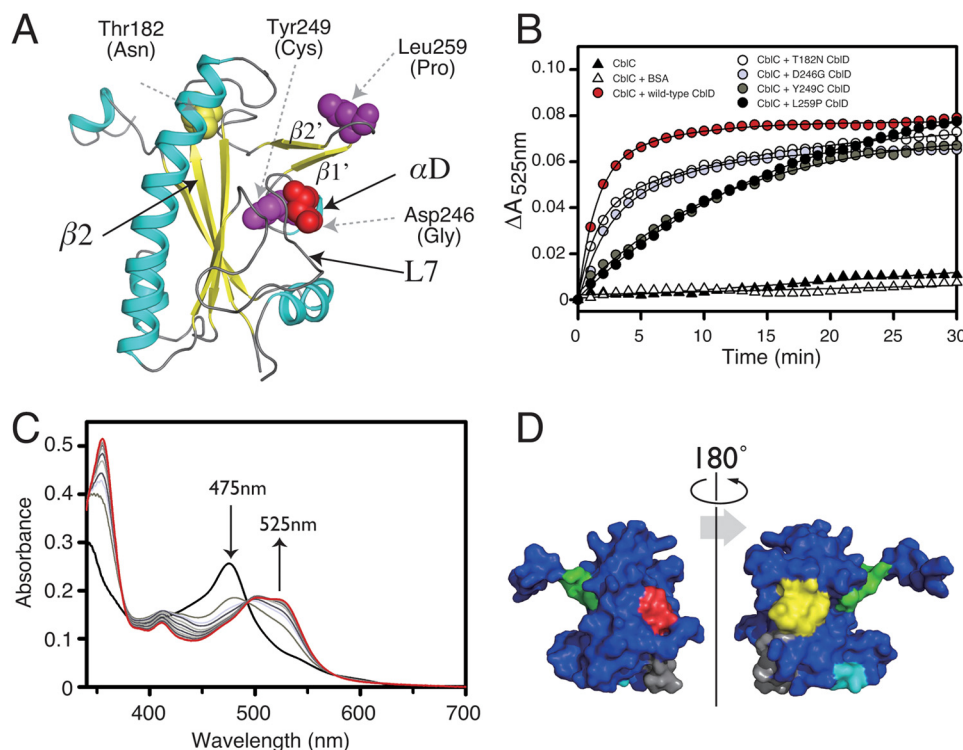 A
Thr182
(Asn)
Tyr249
(Cys)
Leu259
(Pro)
β2'
β1'
αD
β2
Asp246
(Gly)
L7
B
CblC
CblC + BSA
CblC + wild-type CblD
CblC + T182N CblD
CblC + D246G CblD
CblC + Y249C CblD
CblC + L259P CblD
0.10
0.08
0.06
0.04
0.02
0
ΔA525nm
0 5 10 15 20 25 30
Time (min)
C
475nm
525nm
0.5
0.4
0.3
0.2
0.1
0
Absorbance
400 500 600 700
Wavelength (nm)
D
180°